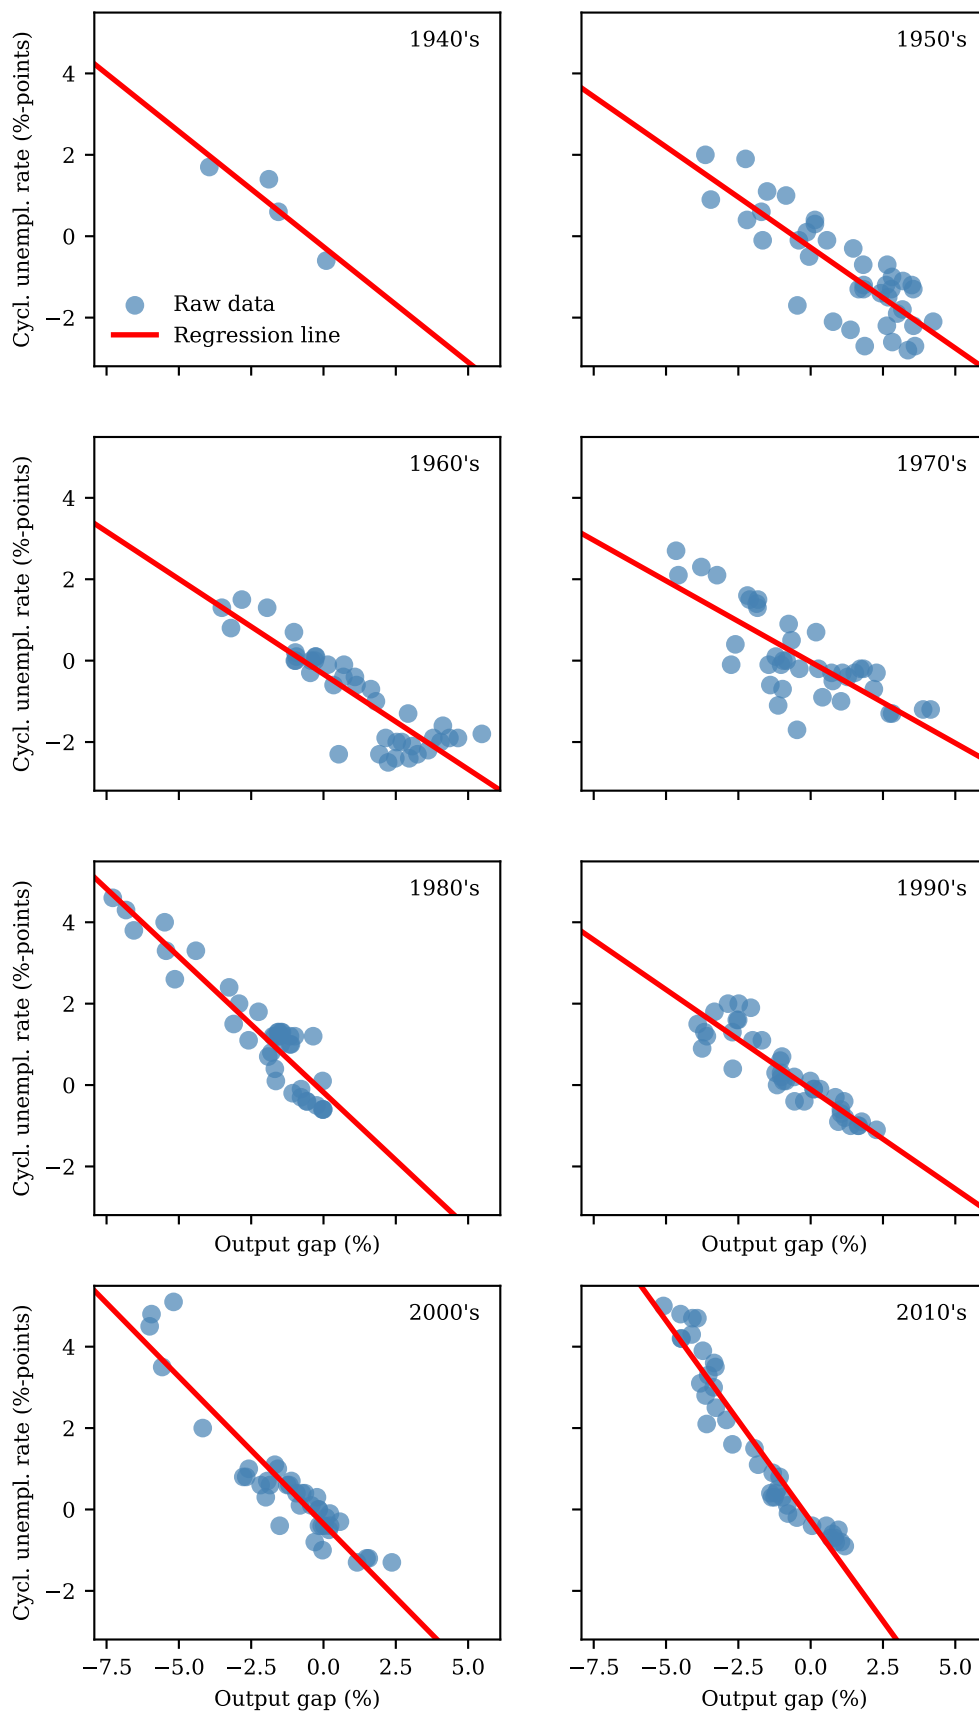 1940's
1950's
Cycl. unempl. rate (%-points)
4
2
0
−2
Raw data
Regression line
1960's
1970's
Cycl. unempl. rate (%-points)
4
2
0
−2
1980's
1990's
Cycl. unempl. rate (%-points)
4
2
0
−2
Output gap (%)
Output gap (%)
2000's
2010's
Cycl. unempl. rate (%-points)
4
2
0
−2
−7.5 −5.0 −2.5 0.0 2.5 5.0
−7.5 −5.0 −2.5 0.0 2.5 5.0
Output gap (%)
Output gap (%)